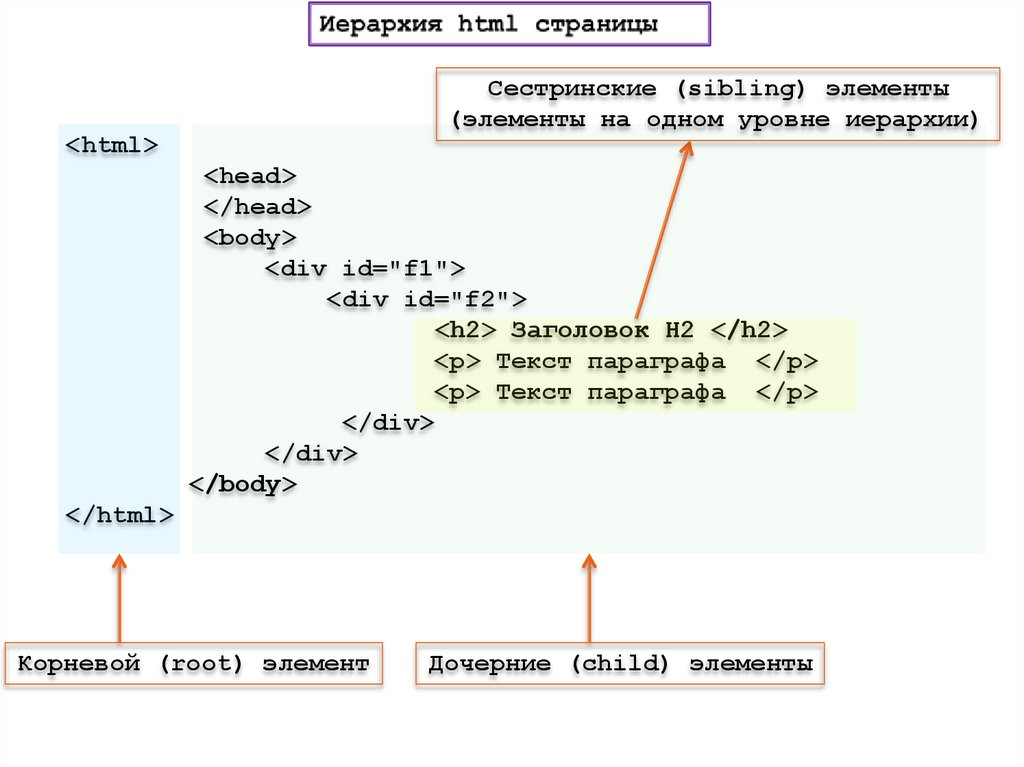 Иерархия html страницы
Сестринские (sibling) элементы
(элементы на одном уровне иерархии)
<html>
<head>
</head>
<body>
<div id="f1">
<div id="f2">
<h2> Заголовок H2 </h2>
<p> Текст параграфа </p>
<p> Текст параграфа </p>
</div>
</div>
</body>
</html>
Корневой (root) элемент
Дочерние (child) элементы